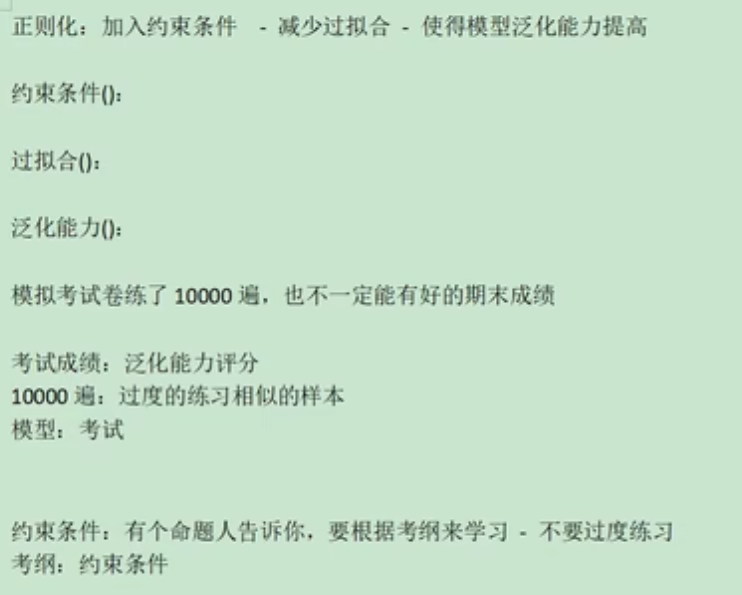 正则化：加入约束条件 - 减少过拟合 - 使得模型泛化能力提高
约束条件()：
过拟合()：
泛化能力()：
模拟考试卷练了 10000 遍，也不一定能有好的期末成绩
考试成绩：泛化能力评分
10000 遍：过度的练习相似的样本
模型：考试
约束条件：有个命题人告诉你，要根据考纲来学习 - 不要过度练习
考纲：约束条件